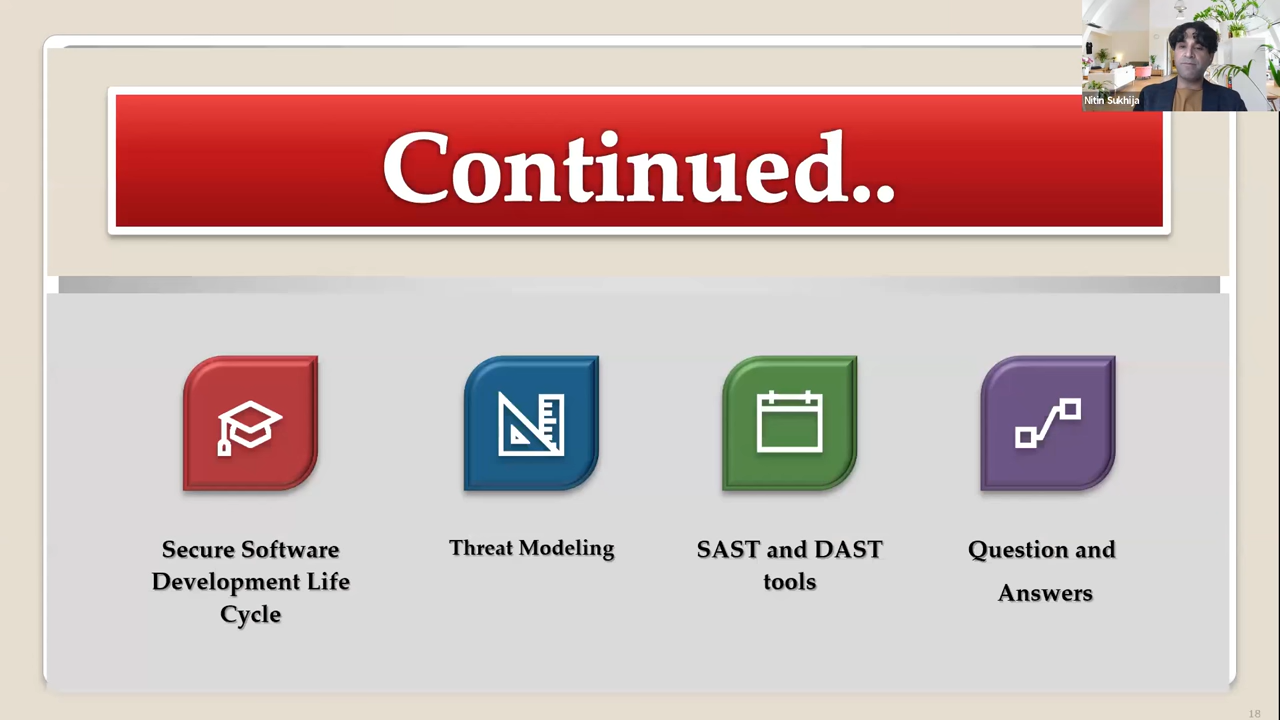 Nitin Sukhija
Continued..
Secure Software
Development Life
Cycle
Threat Modeling
SAST and DAST
tools
Question and
Answers
18